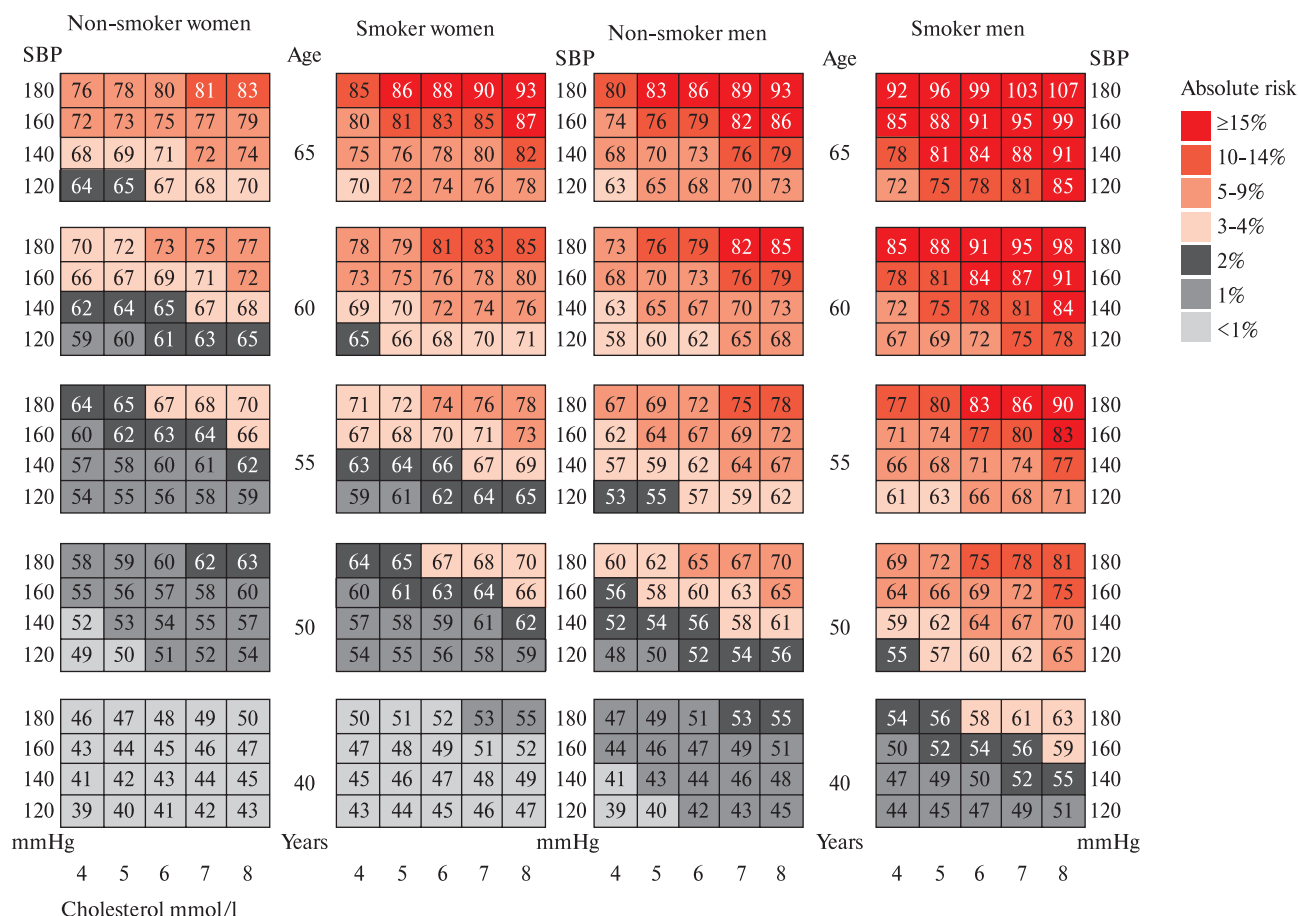 Non-smoker women Smoker women Non-smoker men Smoker men
SBP Age SBP
180 76 78 80 81 83 85 86 88 90 93 180 80 83 86 89 93 92 96 99 103 107 180
160 72 73 75 77 79 80 81 83 85 87 160 74 76 79 82 86 85 88 91 95 99 160
140 68 69 71 72 74 65 75 76 78 80 82 140 68 70 73 76 79 65 78 81 84 88 91 140
120 64 65 67 68 70 70 72 74 76 78 120 63 65 68 70 73 72 75 78 81 85 120
180 70 72 73 75 77 78 79 81 83 85 180 73 76 79 82 85 85 88 91 95 98 180
160 66 67 69 71 72 73 75 76 78 80 160 68 70 73 76 79 78 81 84 87 91 160
140 62 64 65 67 68 60 69 70 72 74 76 140 63 65 67 70 73 60 72 75 78 81 84 140
120 59 60 61 63 65 65 66 68 70 71 120 58 60 62 65 68 67 69 72 75 78 120
180 64 65 67 68 70 71 72 74 76 78 180 67 69 72 75 78 77 80 83 86 90 180
160 60 62 63 64 66 67 68 70 71 73 160 62 64 67 69 72 71 74 77 80 83 160
140 57 58 60 61 62 55 63 64 66 67 69 140 57 59 62 64 67 55 66 68 71 74 77 140
120 54 55 56 58 59 59 61 62 64 65 120 53 55 57 59 62 61 63 66 68 71 120
180 58 59 60 62 63 64 65 67 68 70 180 60 62 65 67 70 69 72 75 78 81 180
160 55 56 57 58 60 60 61 63 64 66 160 56 58 60 63 65 64 66 69 72 75 160
140 52 53 54 55 57 50 57 58 59 61 62 140 52 54 56 58 61 50 59 62 64 67 70 140
120 49 50 51 52 54 54 55 56 58 59 120 48 50 52 54 56 55 57 60 62 65 120
180 46 47 48 49 50 50 51 52 53 55 180 47 49 51 53 55 54 56 58 61 63 180
160 43 44 45 46 47 47 48 49 51 52 160 44 46 47 49 51 50 52 54 56 59 160
140 41 42 43 44 45 40 45 46 47 48 49 140 41 43 44 46 48 40 47 49 50 52 55 140
120 39 40 41 42 43 43 44 45 46 47 120 39 40 42 43 45 44 45 47 49 51 120
mmHg Years mmHg Years mmHg
4 5 6 7 8 4 5 6 7 8 4 5 6 7 8 4 5 6 7 8
Cholesterol mmol/l
Absolute risk
≥15%
10-14%
5-9%
3-4%
2%
1%
<1%